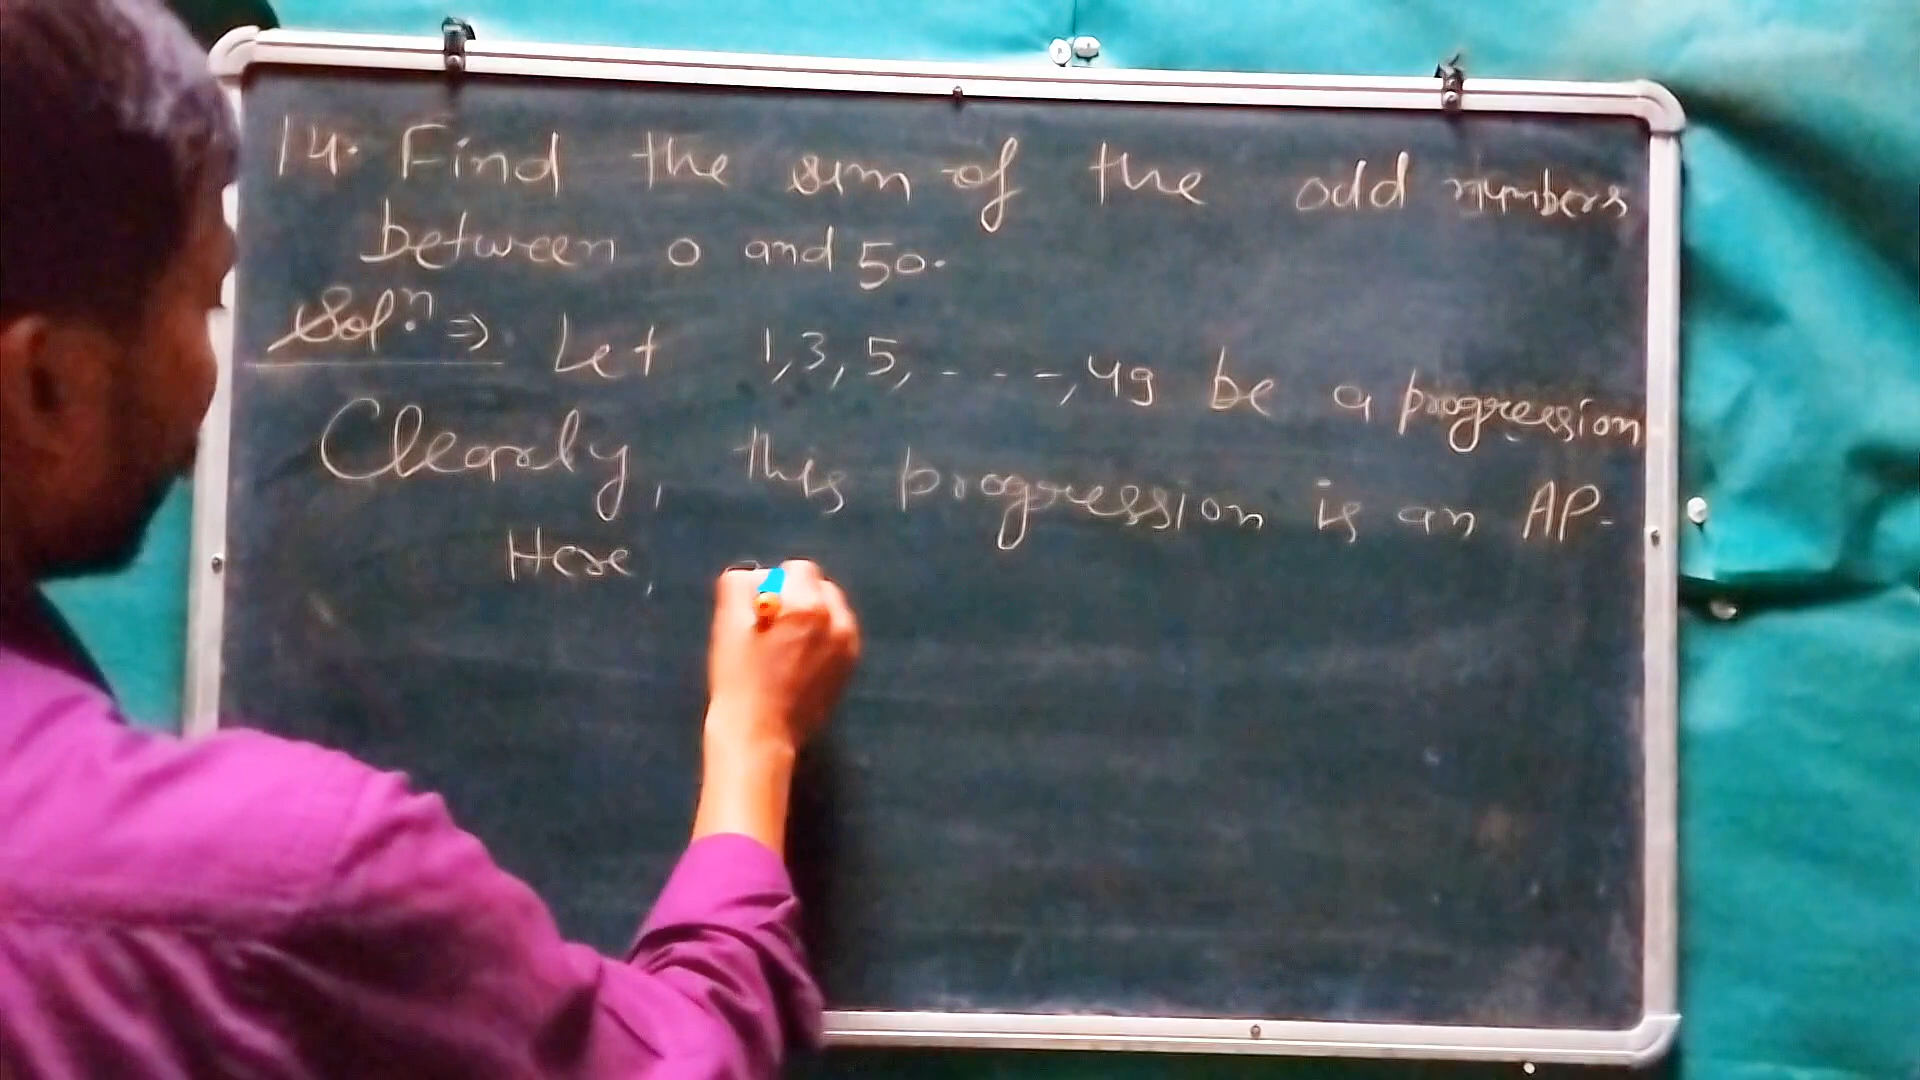 14. Find the sum of the odd numbers
between 0 and 50.
Solⁿ. ⇒ Let 1, 3, 5, - - - -, 49 be a progression
Clearly, this progression is an AP.
Here,